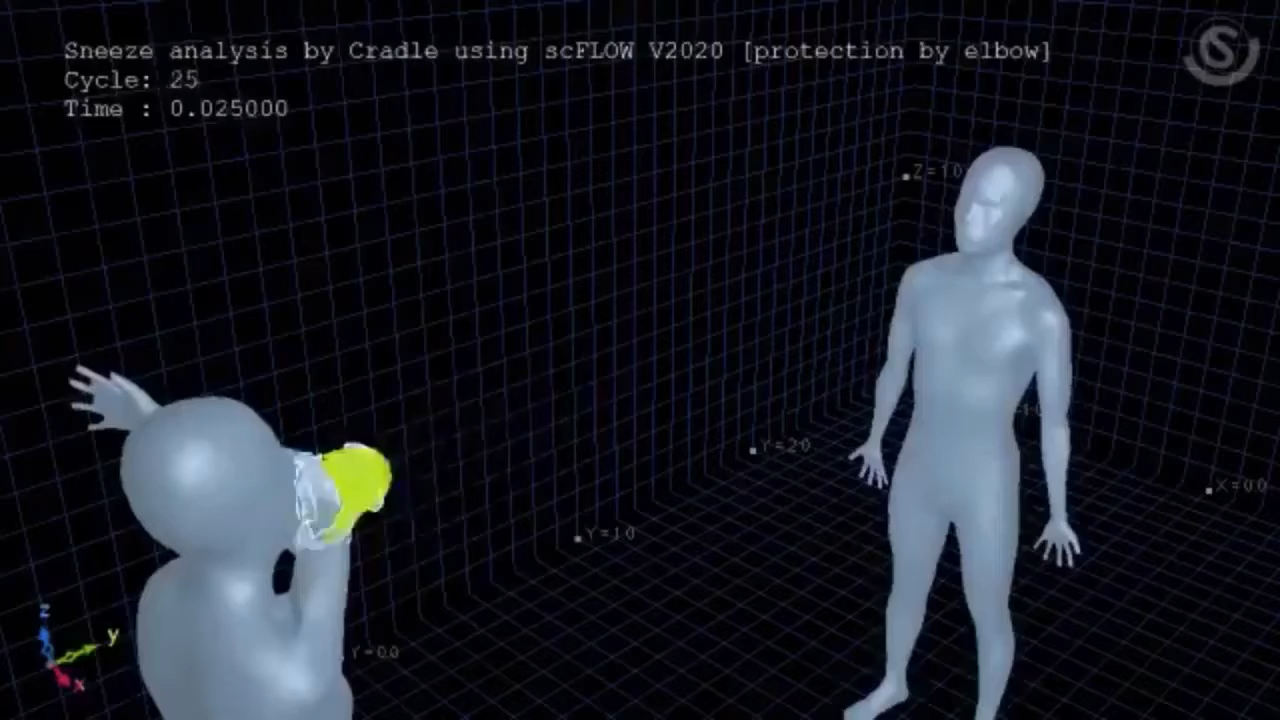 Sneeze analysis by Cradle using scFLOW V2020 [protection by elbow]
Cycle: 25
Time : 0.025000
Z=1.0
Y=2.0
X=0.0
Y=1.0
Y=0.0
z
y
x